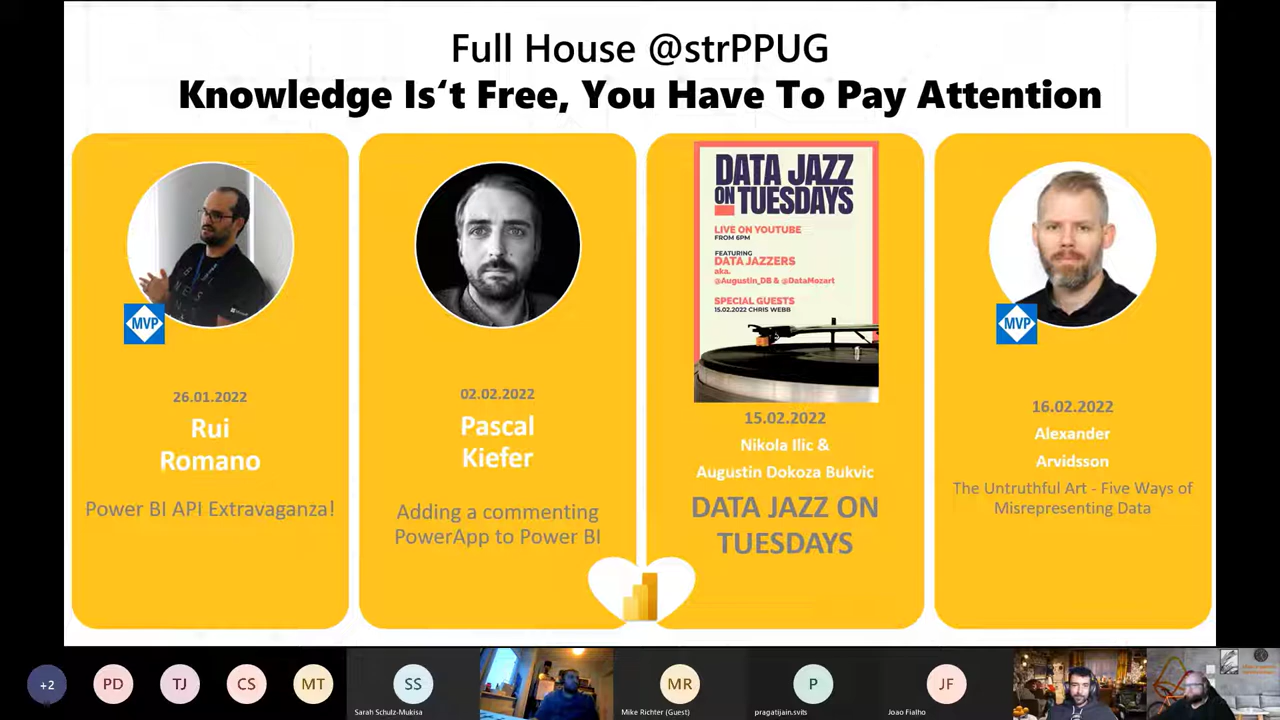 Full House @strPPUG
Knowledge Is‘t Free, You Have To Pay Attention
MVP
26.01.2022
Rui
Romano
Power BI API Extravaganza!
02.02.2022
Pascal
Kiefer
Adding a commenting
PowerApp to Power BI
DATA JAZZ
ON TUESDAYS
LIVE ON YOUTUBE
FROM 6PM
FEATURING
DATA JAZZERS
aka.
@Augustin_DB & @DataMozart
SPECIAL GUESTS
15.02.2022 CHRIS WEBB
15.02.2022
Nikola Ilic &
Augustin Dokoza Bukvic
DATA JAZZ ON
TUESDAYS
MVP
16.02.2022
Alexander
Arvidsson
The Untruthful Art - Five Ways of
Misrepresenting Data
+2
PD
TJ
CS
MT
SS
Sarah Schulz-Mukisa
MR
Mike Richter (Guest)
P
pragatijain.svits
JF
Joao Fialho